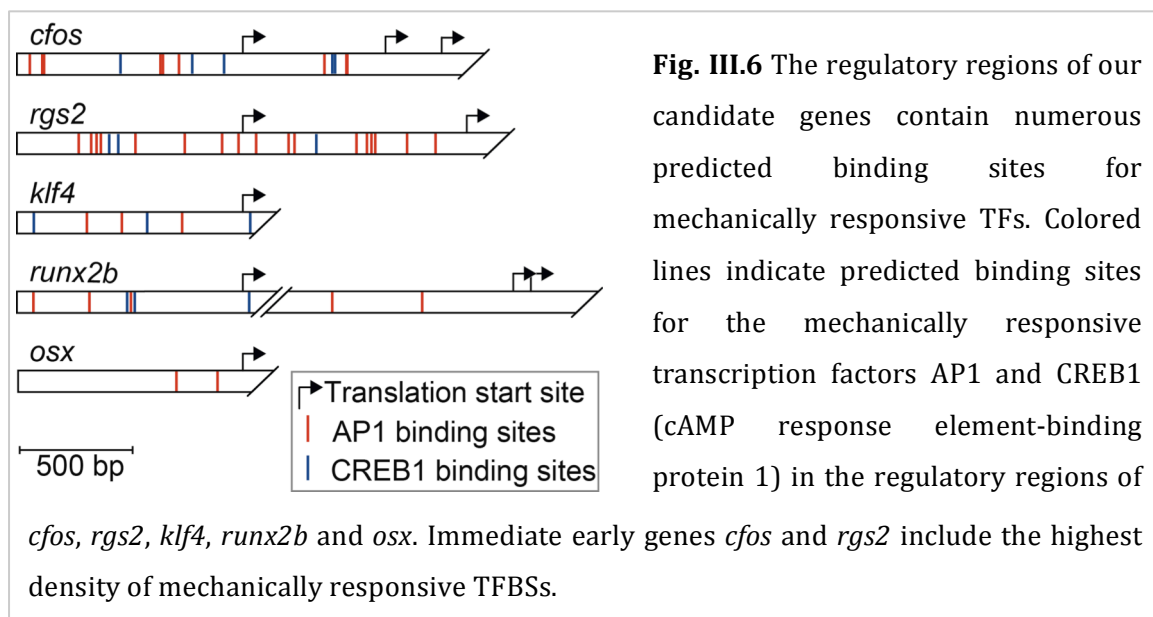 cfos
rgs2
klf4
runx2b
osx
500 bp
Translation start site
AP1 binding sites
CREB1 binding sites
Fig. III.6 The regulatory regions of our
candidate genes contain numerous
predicted binding sites for
mechanically responsive TFs. Colored
lines indicate predicted binding sites
for the mechanically responsive
transcription factors AP1 and CREB1
(cAMP response element-binding
protein 1) in the regulatory regions of
cfos, rgs2, klf4, runx2b and osx. Immediate early genes cfos and rgs2 include the highest
density of mechanically responsive TFBSs.